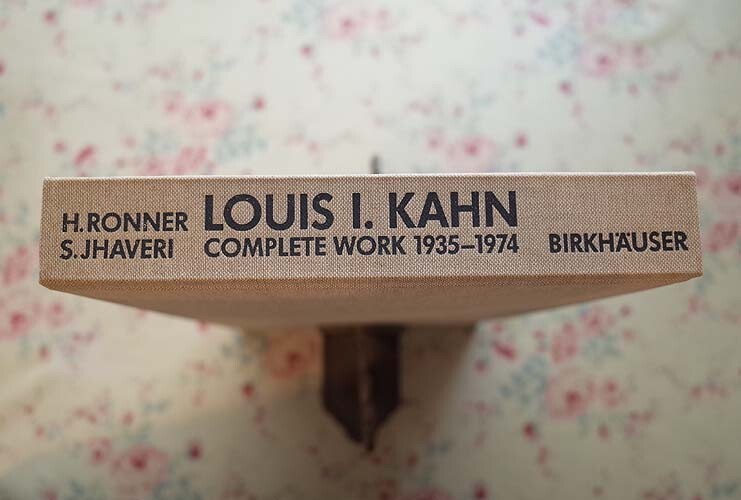 H. RONNER
S. JHAVERI
LOUIS I. KAHN
COMPLETE WORK 1935–1974
BIRKHÄUSER